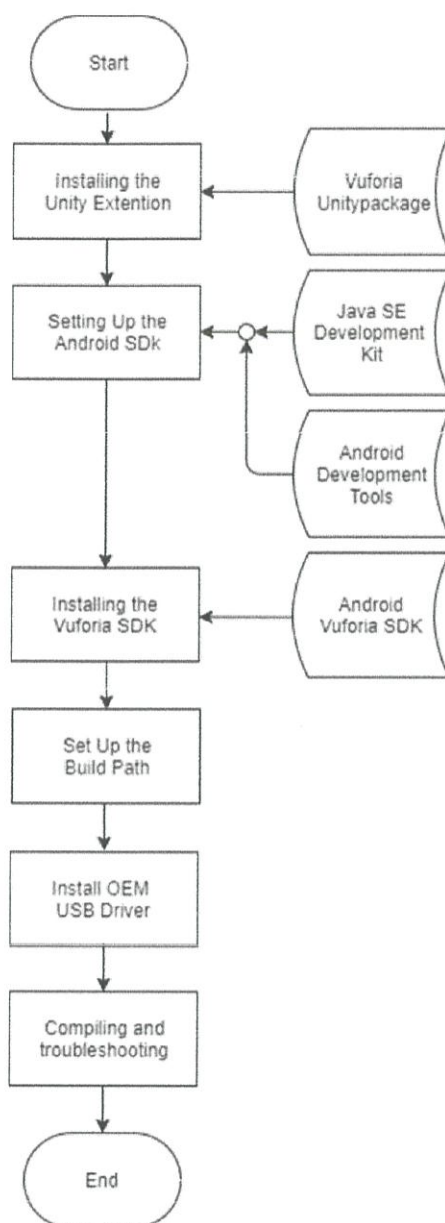 Start
Installing the
Unity Extention
Vuforia
Unitypackage
Setting Up the
Android SDk
Java SE
Development
Kit
Android
Development
Tools
Installing the
Vuforia SDK
Android
Vuforia SDK
Set Up the
Build Path
Install OEM
USB Driver
Compiling and
troubleshooting
End